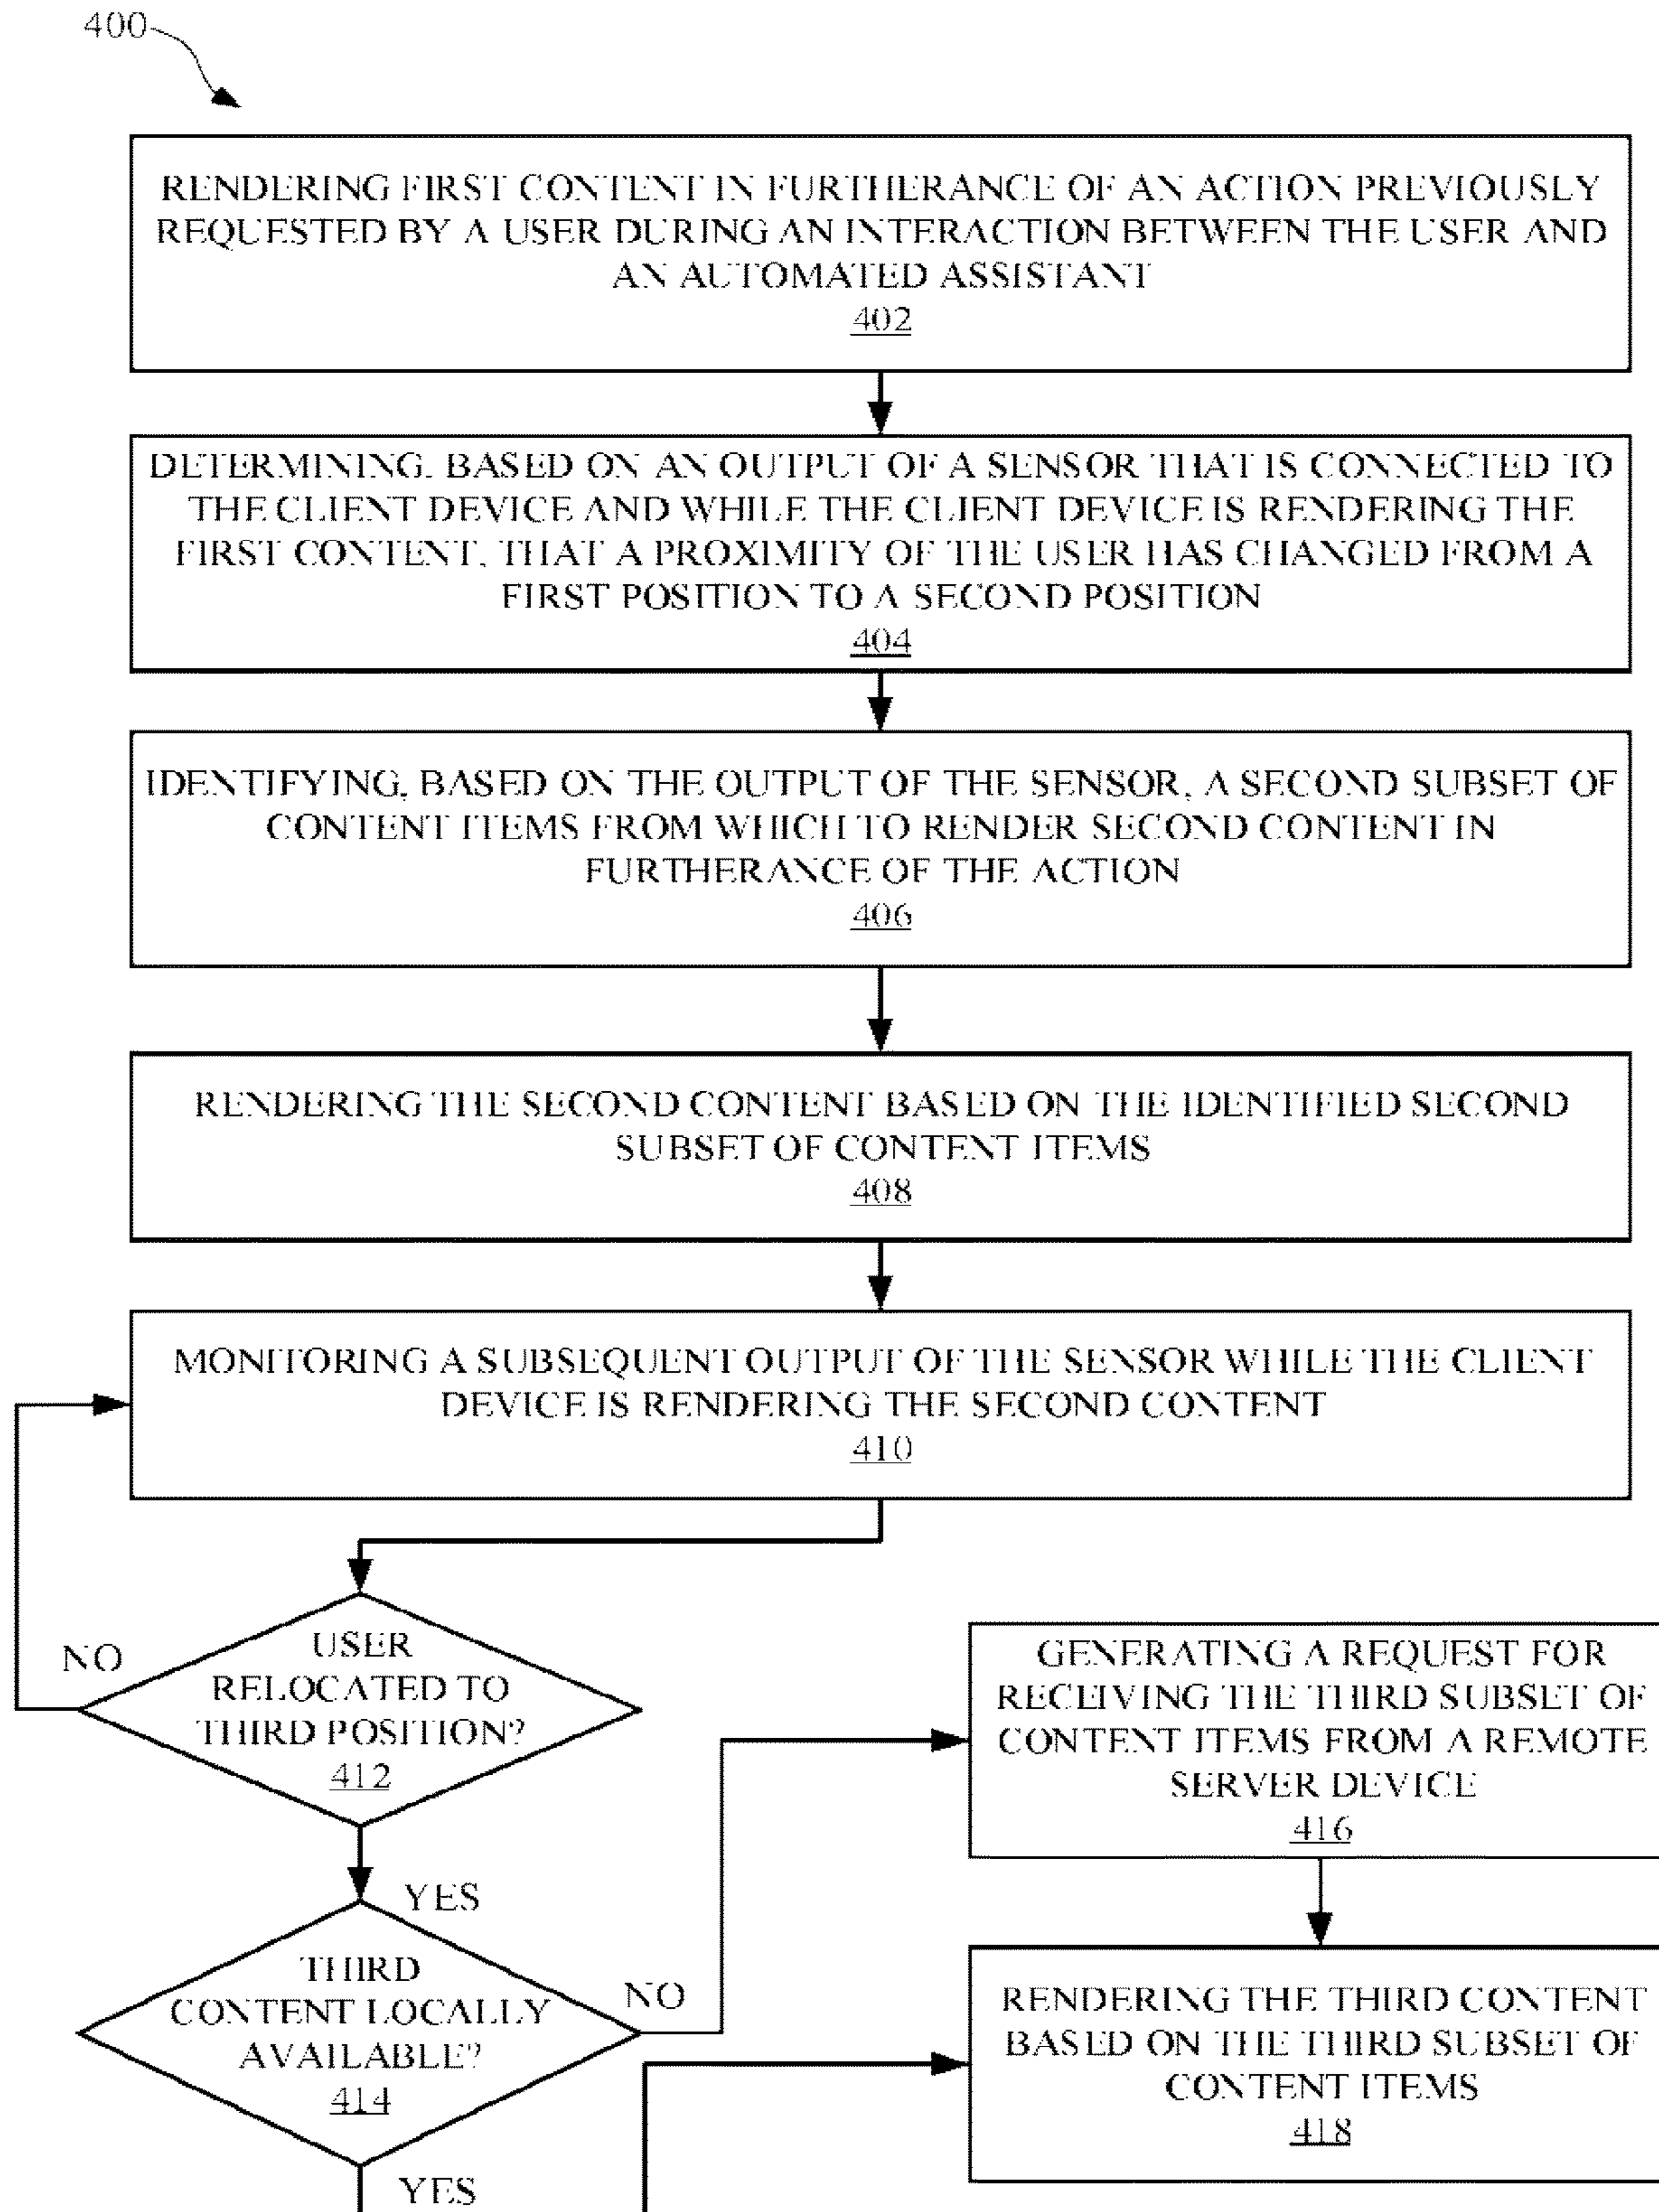 400
RENDERING FIRST CONTENT IN FURTHERANCE OF AN ACTION PREVIOUSLY
REQUESTED BY A USER DURING AN INTERACTION BETWEEN THE USER AND
AN AUTOMATED ASSISTANT
402
DETERMINING, BASED ON AN OUTPUT OF A SENSOR THAT IS CONNECTED TO
THE CLIENT DEVICE AND WHILE THE CLIENT DEVICE IS RENDERING THE
FIRST CONTENT, THAT A PROXIMITY OF THE USER HAS CHANGED FROM A
FIRST POSITION TO A SECOND POSITION
404
IDENTIFYING, BASED ON THE OUTPUT OF THE SENSOR, A SECOND SUBSET OF
CONTENT ITEMS FROM WHICH TO RENDER SECOND CONTENT IN
FURTHERANCE OF THE ACTION
406
RENDERING THE SECOND CONTENT BASED ON THE IDENTIFIED SECOND
SUBSET OF CONTENT ITEMS
408
MONITORING A SUBSEQUENT OUTPUT OF THE SENSOR WHILE THE CLIENT
DEVICE IS RENDERING THE SECOND CONTENT
410
NO
USER
RELOCATED TO
THIRD POSITION?
412
YES
GENERATING A REQUEST FOR
RECEIVING THE THIRD SUBSET OF
CONTENT ITEMS FROM A REMOTE
SERVER DEVICE
416
THIRD
CONTENT LOCALLY
AVAILABLE?
414
NO
YES
RENDERING THE THIRD CONTENT
BASED ON THE THIRD SUBSET OF
CONTENT ITEMS
418